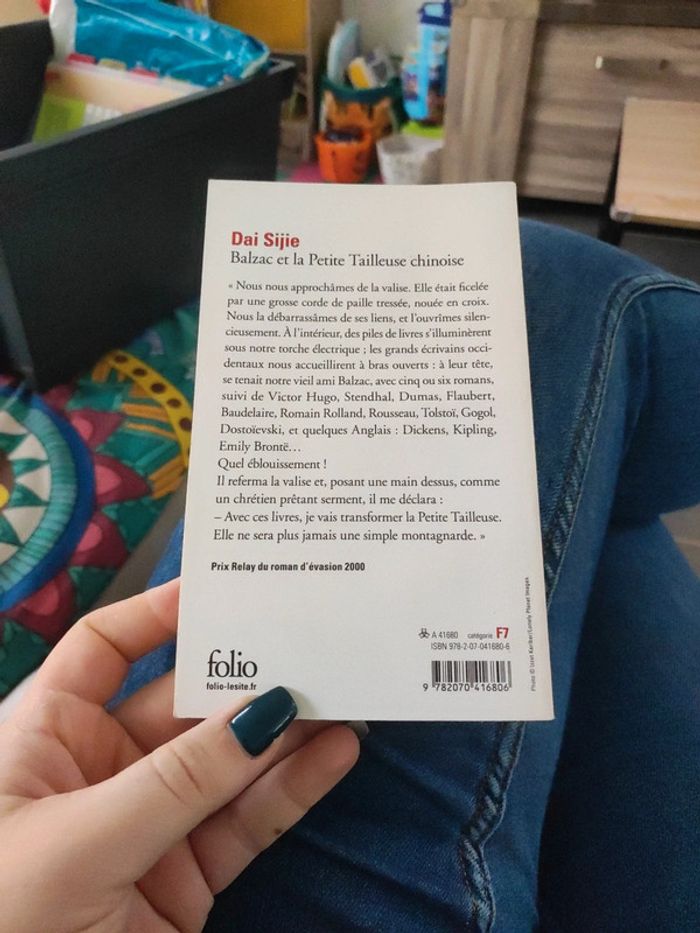 Dai Sijie
Balzac et la Petite Tailleuse chinoise
« Nous nous approchâmes de la valise. Elle était ficelée
par une grosse corde de paille tressée, nouée en croix.
Nous la débarrassâmes de ses liens, et l'ouvrîmes silen-
cieusement. À l'intérieur, des piles de livres s'illuminèrent
sous notre torche électrique ; les grands écrivains occi-
dentaux nous accueillirent à bras ouverts : à leur tête,
se tenait notre vieil ami Balzac, avec cinq ou six romans,
suivi de Victor Hugo, Stendhal, Dumas, Flaubert,
Baudelaire, Romain Rolland, Rousseau, Tolstoï, Gogol,
Dostoïevski, et quelques Anglais : Dickens, Kipling,
Emily Brontë...
Quel éblouissement !
Il referma la valise et, posant une main dessus, comme
un chrétien prêtant serment, il me déclara :
– Avec ces livres, je vais transformer la Petite Tailleuse.
Elle ne sera plus jamais une simple montagnarde. »
Prix Relay du roman d'évasion 2000
A 41680 catégorie F7
ISBN 978-2-07-041680-6
folio
folio-lesite.fr
9 782070 416806
Photo © Izzet Keribar/Lonely Planet Images